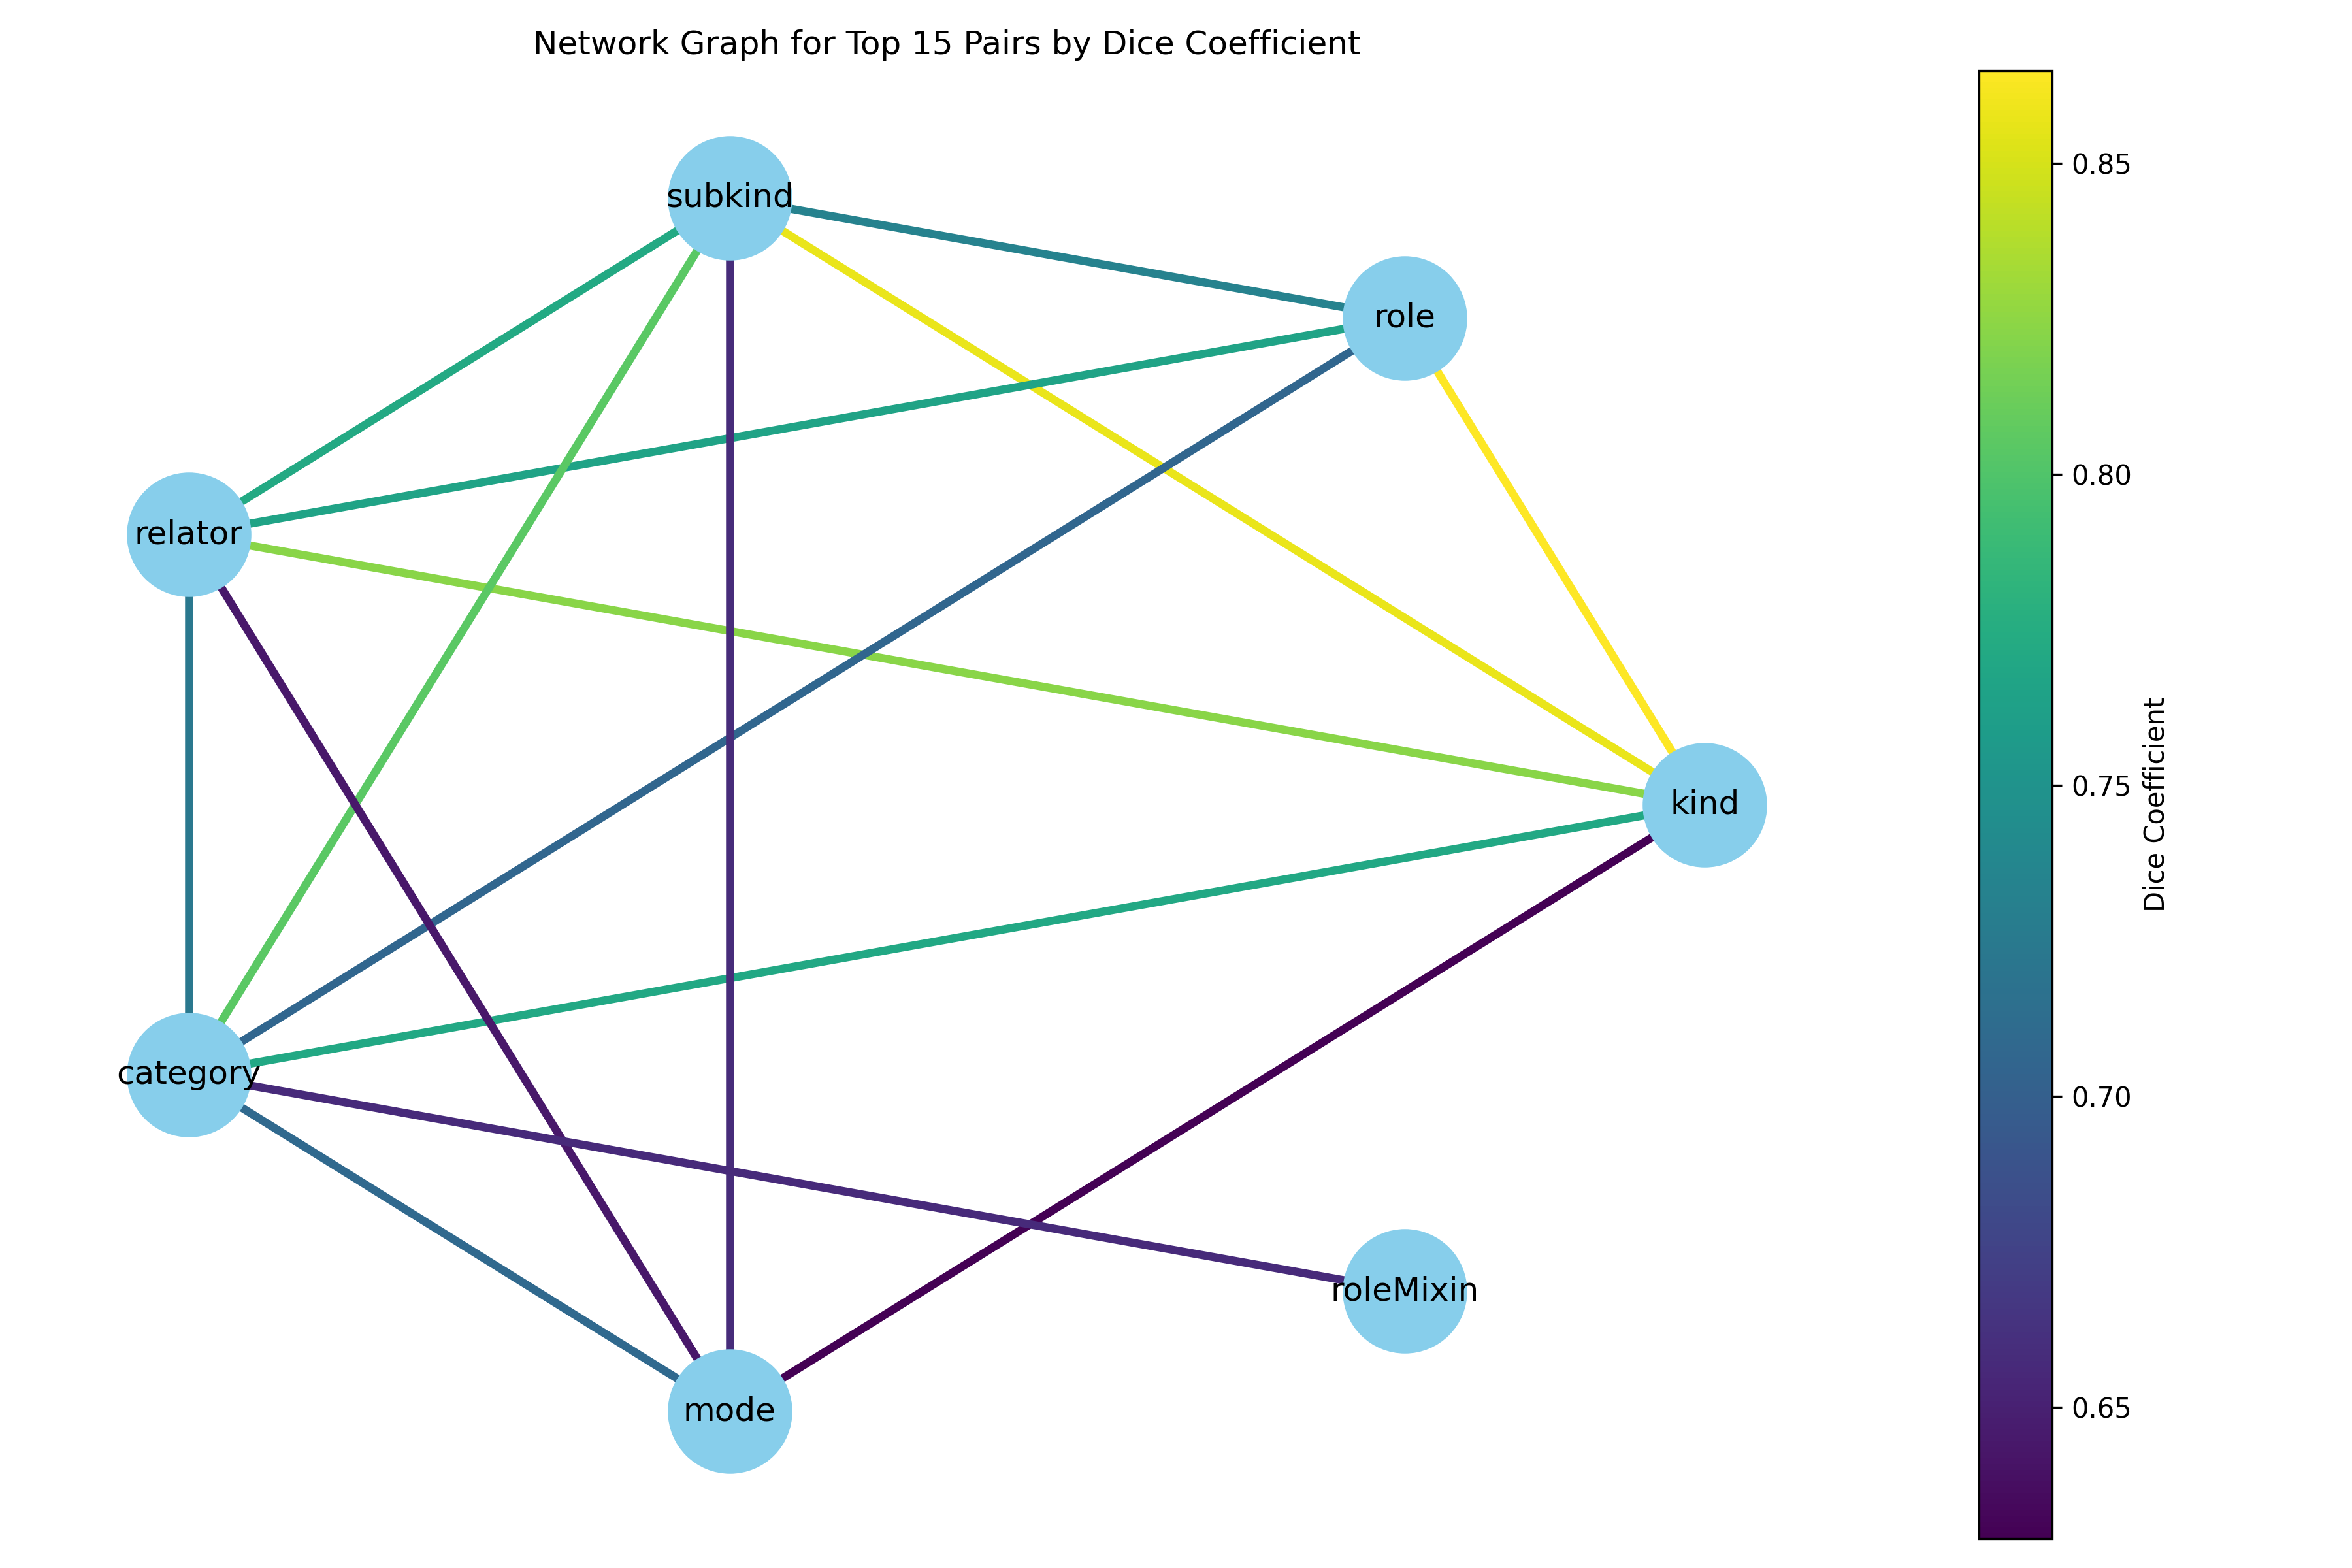 Network Graph for Top 15 Pairs by Dice Coefficient
subkind
role
relator
kind
category
roleMixin
mode
0.85
0.80
0.75
0.70
0.65
Dice Coefficient